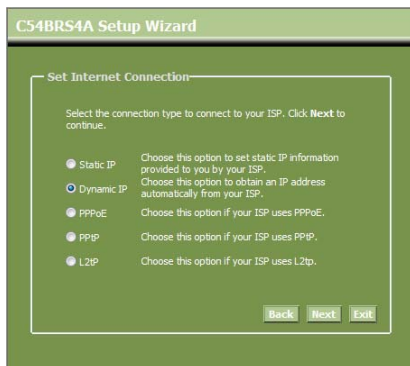 C54BRS4A Setup Wizard
Set Internet Connection
Select the connection type to connect to your ISP. Click Next to
continue.
Static IP
Choose this option to set static IP information
provided to you by your ISP.
Dynamic IP
Choose this option to obtain an IP address
automatically from your ISP.
PPPoE
Choose this option if your ISP uses PPPoE.
PPtP
Choose this option if your ISP uses PPtP.
L2tP
Choose this option if your ISP uses L2tp.
Back Next Exit